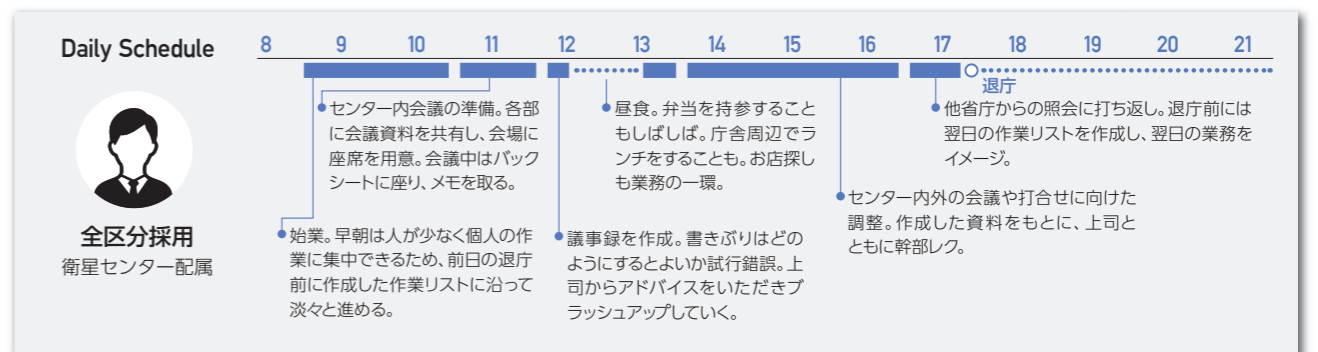 Daily Schedule
8 9 10 11 12 13 14 15 16 17 18 19 20 21
退庁
センター内会議の準備。各部
に会議資料を共有し、会場に
座席を用意。会議中はバック
シートに座り、メモを取る。
昼食。弁当を持参すること
もしばしば。庁舎周辺でラ
ンチをすることも。お店探し
も業務の一環。
他省庁からの照会に打ち返し。退庁前には
翌日の作業リストを作成し、翌日の業務を
イメージ。
センター内外の会議や打合せに向けた
調整。作成した資料をもとに、上司と
ともに幹部レク。
全区分採用
衛星センター配属
始業。早朝は人が少なく個人の作
業に集中できるため、前日の退庁
前に作成した作業リストに沿って
淡々と進める。
議事録を作成。書きぶりはどの
ようにするとよいか試行錯誤。上
司からアドバイスをいただきブ
ラッシュアップしていく。